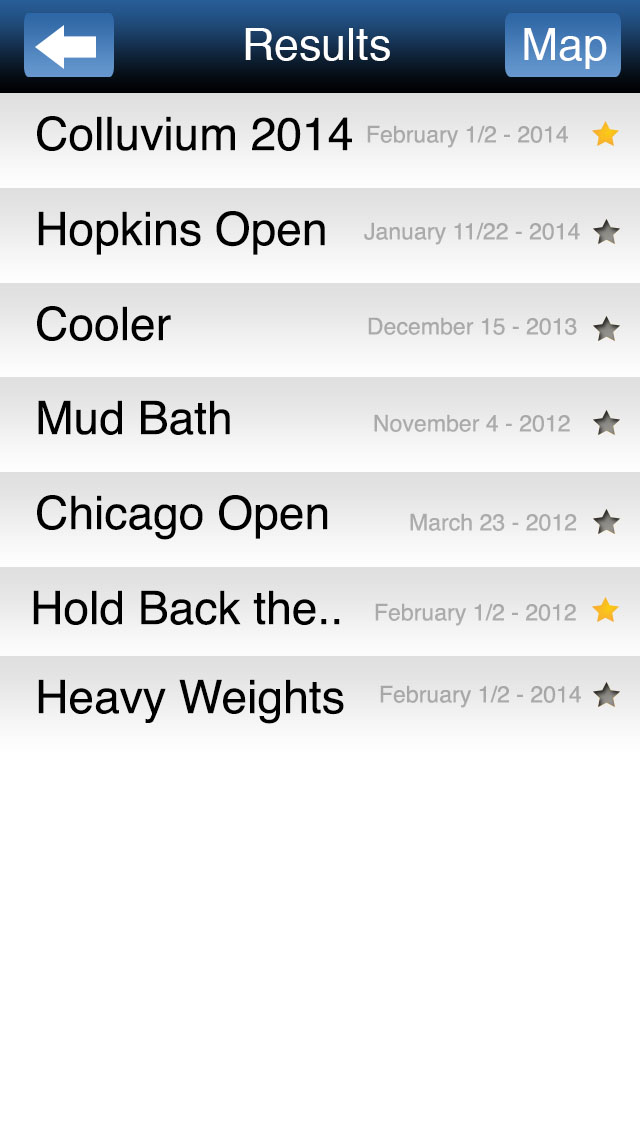 Results Map
Colluvium 2014 February 1/2 - 2014
Hopkins Open January 11/22 - 2014
Cooler December 15 - 2013
Mud Bath November 4 - 2012
Chicago Open March 23 - 2012
Hold Back the.. February 1/2 - 2012
Heavy Weights February 1/2 - 2014